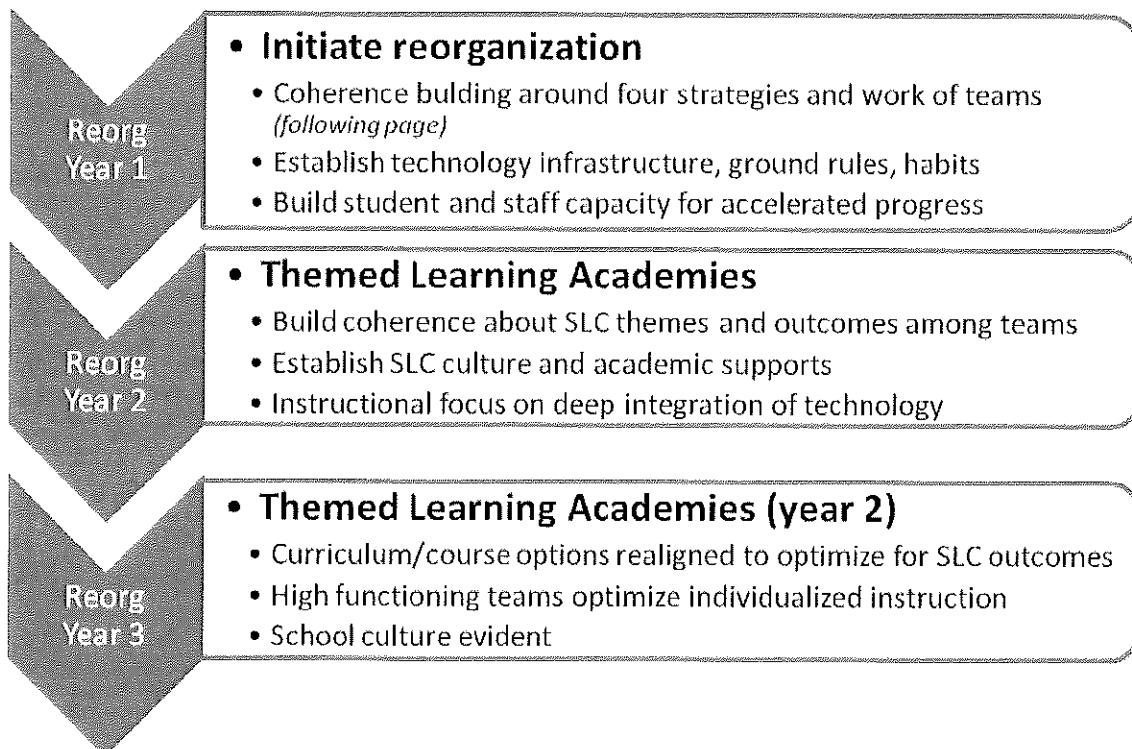 Reorg
Year 1
• Initiate reorganization
• Coherence bulding around four strategies and work of teams
(following page)
• Establish technology infrastructure, ground rules, habits
• Build student and staff capacity for accelerated progress
Reorg
Year 2
• Themed Learning Academies
• Build coherence about SLC themes and outcomes among teams
• Establish SLC culture and academic supports
• Instructional focus on deep integration of technology
Reorg
Year 3
• Themed Learning Academies (year 2)
• Curriculum/course options realigned to optimize for SLC outcomes
• High functioning teams optimize individualized instruction
• School culture evident